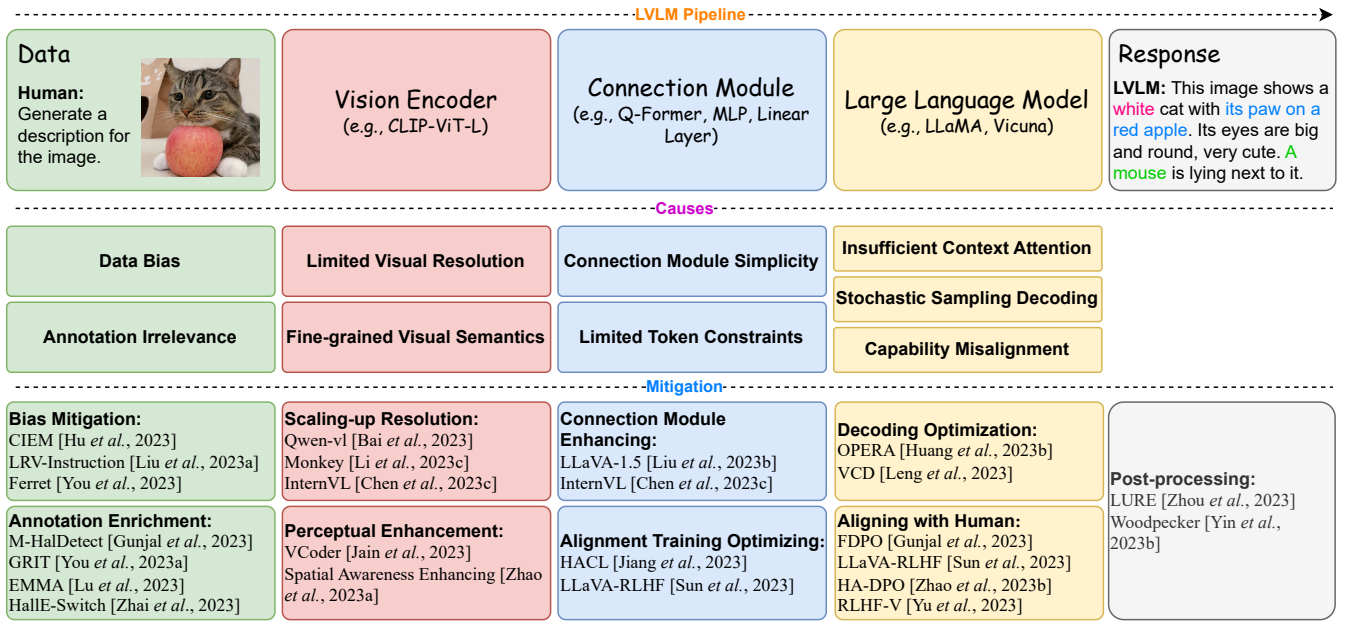 LVLM Pipeline
Data
Human:
Generate a
description for
the image.
Vision Encoder
(e.g., CLIP-ViT-L)
Connection Module
(e.g., Q-Former, MLP, Linear
Layer)
Large Language Model
(e.g., LLaMA, Vicuna)
Response
LVLM: This image shows a
white cat with its paw on a
red apple. Its eyes are big
and round, very cute. A
mouse is lying next to it.
Causes
Data Bias
Annotation Irrelevance
Limited Visual Resolution
Fine-grained Visual Semantics
Connection Module Simplicity
Limited Token Constraints
Insufficient Context Attention
Stochastic Sampling Decoding
Capability Misalignment
Mitigation
Bias Mitigation:
CIEM [Hu et al., 2023]
LRV-Instruction [Liu et al., 2023a]
Ferret [You et al., 2023]
Annotation Enrichment:
M-HalDetect [Gunjal et al., 2023]
GRIT [You et al., 2023a]
EMMA [Lu et al., 2023]
HallE-Switch [Zhai et al., 2023]
Scaling-up Resolution:
Qwen-vl [Bai et al., 2023]
Monkey [Li et al., 2023c]
InternVL [Chen et al., 2023c]
Perceptual Enhancement:
VCoder [Jain et al., 2023]
Spatial Awareness Enhancing [Zhao
et al., 2023a]
Connection Module
Enhancing:
LLaVA-1.5 [Liu et al., 2023b]
InternVL [Chen et al., 2023c]
Alignment Training Optimizing:
HACL [Jiang et al., 2023]
LLaVA-RLHF [Sun et al., 2023]
Decoding Optimization:
OPERA [Huang et al., 2023b]
VCD [Leng et al., 2023]
Aligning with Human:
FDPO [Gunjal et al., 2023]
LLaVA-RLHF [Sun et al., 2023]
HA-DPO [Zhao et al., 2023b]
RLHF-V [Yu et al., 2023]
Post-processing:
LURE [Zhou et al., 2023]
Woodpecker [Yin et al.,
2023b]